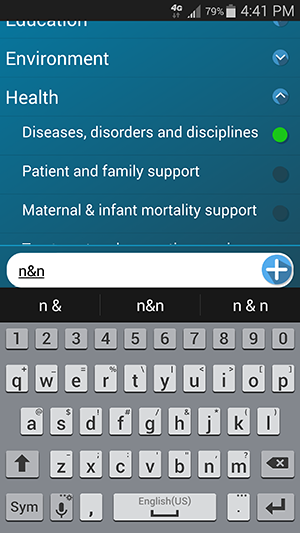 4G 79% 4:41 PM
Education
Environment
Health
Diseases, disorders and disciplines
Patient and family support
Maternal & infant mortality support
n&n
n & n&n n & n
1 2 3 4 5 6 7 8 9 0
q w e r t y u i o p
% \ | = [ ] < > { }
a s d f g h j k l
@ $ ! # / & * ( )
z x c v b n m
- ' " : ; , ?
Sym , English(US) .